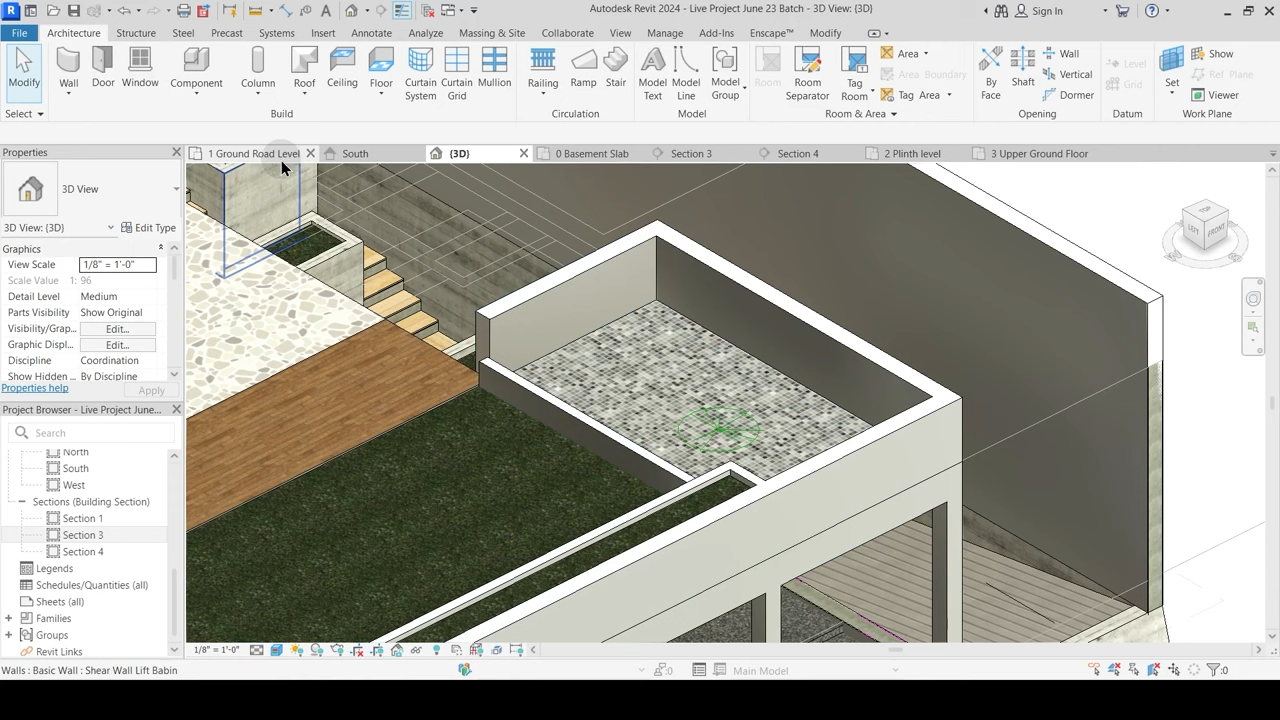 Autodesk Revit 2024 - Live Project June 23 Batch - 3D View: {3D}
Sign In
File Architecture Structure Steel Precast Systems Insert Annotate Analyze Massing & Site Collaborate View Manage Add-Ins Enscape™ Modify
Modify Wall Door Window Component Column Roof Ceiling Floor Curtain System Curtain Grid Mullion Railing Ramp Stair Model Text Model Line Model Group Room Room Separator Tag Room Area Area Boundary Tag Area By Face Shaft Wall Vertical Dormer Level Grid Set Show Ref Plane Viewer
Select Build Circulation Model Room & Area Opening Datum Work Plane
Properties
1 Ground Road Level South {3D} 0 Basement Slab Section 3 Section 4 2 Plinth level 3 Upper Ground Floor
3D View
3D View: {3D} Edit Type
Graphics
View Scale 1/8" = 1'-0"
Scale Value 1: 96
Detail Level Medium
Parts Visibility Show Original
Visibility/Grap... Edit...
Graphic Displ... Edit...
Discipline Coordination
Show Hidden ... By Discipline
Properties help Apply
Project Browser - Live Project June...
Search
North
South
West
Sections (Building Section)
Section 1
Section 3
Section 4
Legends
Schedules/Quantities (all)
Sheets (all)
Families
Groups
Revit Links
TOP
LEFT FRONT
1/8" = 1'-0"
Walls : Basic Wall : Shear Wall Lift Babin
:0
Main Model
:0